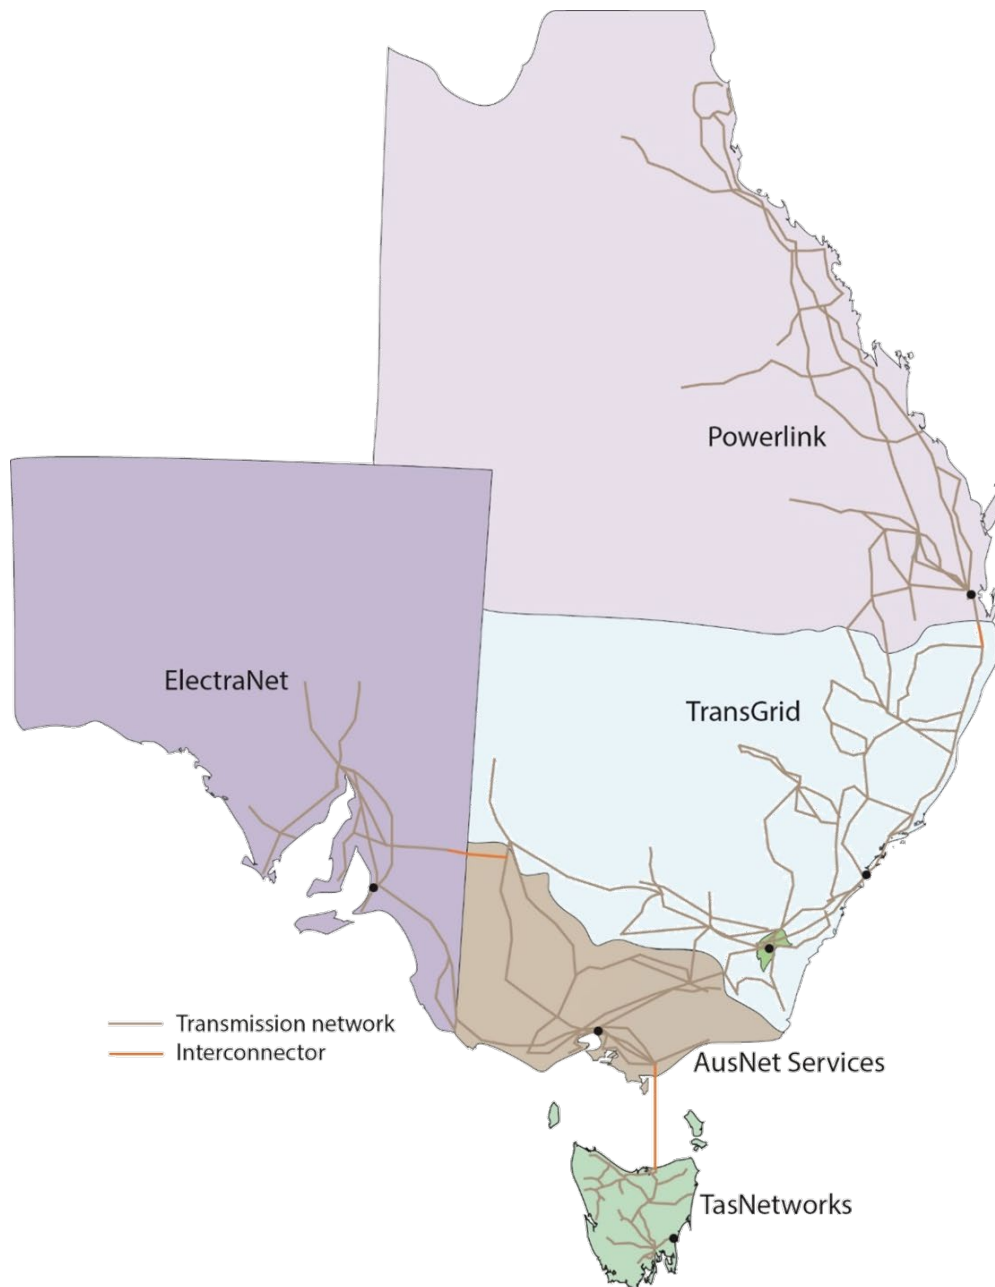 Powerlink
ElectraNet
TransGrid
Transmission network
Interconnector
AusNet Services
TasNetworks